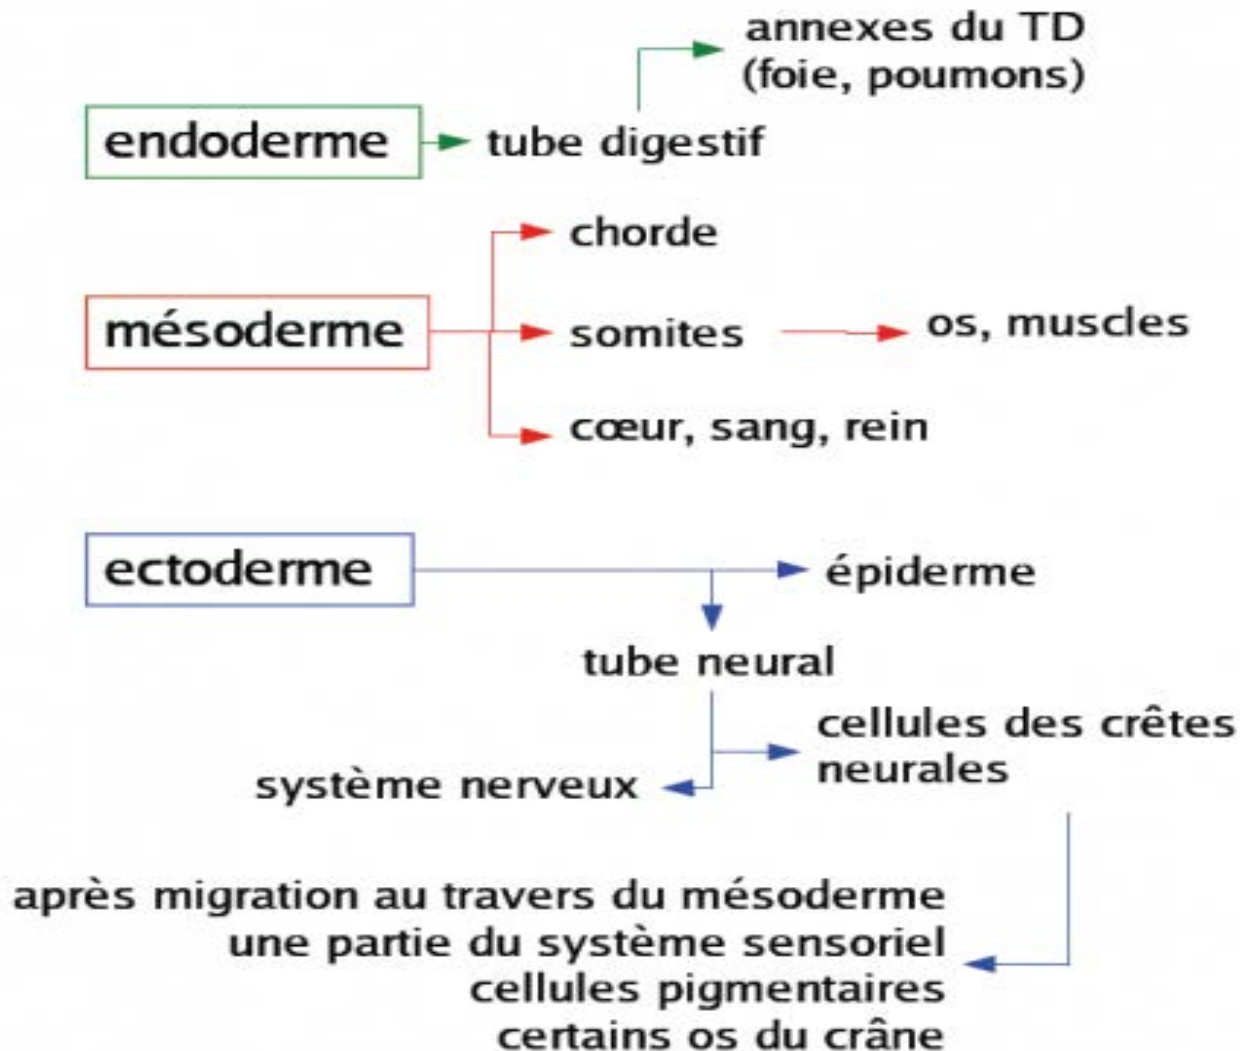 annexes du TD
(foie, poumons)
endoderme
tube digestif
chorde
mésoderme
somites
os, muscles
cœur, sang, rein
ectoderme
épiderme
tube neural
cellules des crêtes
neurales
système nerveux
après migration au travers du mésoderme
une partie du système sensoriel
cellules pigmentaires
certains os du crâne